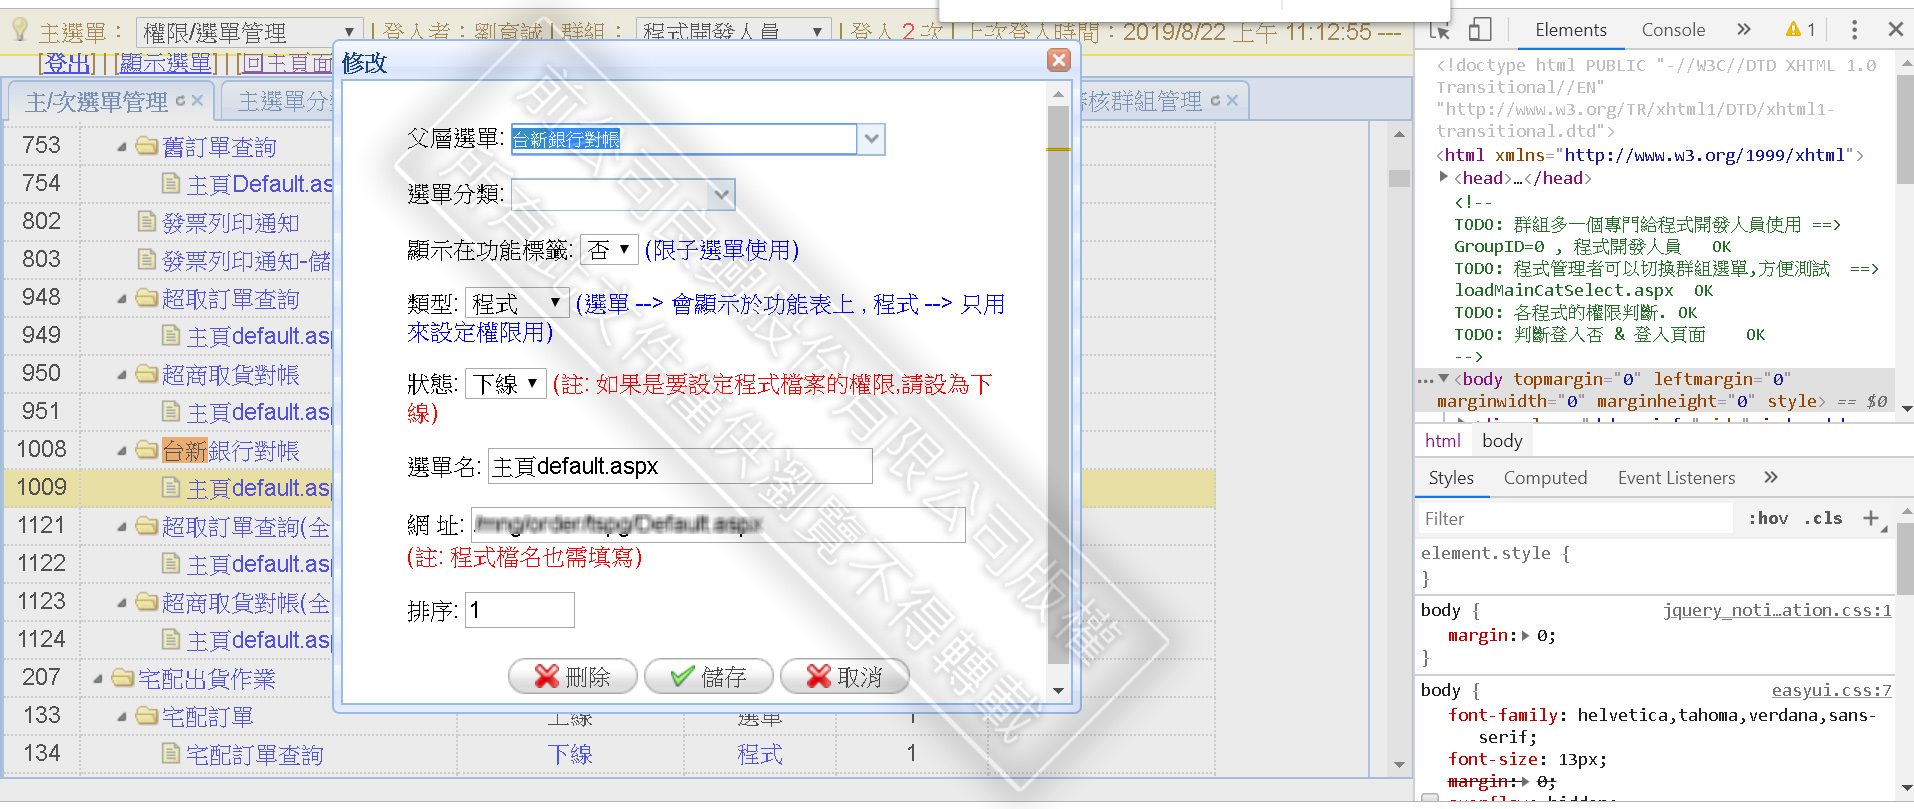 主選單： 權限/選單管理 | 登入者：劉育誠 | 群組： 程式開發人員 | 登入 2 次 | 上次登入時間：2019/8/22 上午 11:12:55 ---
[登出] | [顯示選單] | [回主頁面
主/次選單管理
主選單分
核群組管理
753 舊訂單查詢
754 主頁Default.as
802 發票列印通知
803 發票列印通知-儲
948 超取訂單查詢
949 主頁default.as
950 超商取貨對帳
951 主頁default.as
1008 台新銀行對帳
1009 主頁default.as
1121 超取訂單查詢(全
1122 主頁default.as
1123 超商取貨對帳(全
1124 主頁default.as
207 宅配出貨作業
133 宅配訂單 上線 選單 1
134 宅配訂單查詢 下線 程式 1
修改
父層選單: 台新銀行對帳
選單分類:
顯示在功能標籤: 否 (限子選單使用)
類型: 程式 (選單 --> 會顯示於功能表上 , 程式 --> 只用
來設定權限用)
狀態: 下線 (註: 如果是要設定程式檔案的權限,請設為下
線)
選單名: 主頁default.aspx
網 址: /mng/order/tspg/Default.aspx
(註: 程式檔名也需填寫)
排序: 1
刪除 儲存 取消
Elements Console 1
<!doctype html PUBLIC "-//W3C//DTD XHTML 1.0
Transitional//EN"
"http://www.w3.org/TR/xhtml1/DTD/xhtml1-
transitional.dtd">
<html xmlns="http://www.w3.org/1999/xhtml">
<head>…</head>
<!--
TODO: 群組多一個專門給程式開發人員使用 ==>
GroupID=0 , 程式開發人員 OK
TODO: 程式管理者可以切換群組選單,方便測試 ==>
loadMainCatSelect.aspx OK
TODO: 各程式的權限判斷. OK
TODO: 判斷登入否 & 登入頁面 OK
-->
<body topmargin="0" leftmargin="0"
marginwidth="0" marginheight="0" style> == $0
html body
Styles Computed Event Listeners
Filter :hov .cls
element.style {
}
body { jquery_noti…ation.css:1
margin: 0;
}
body { easyui.css:7
font-family: helvetica,tahoma,verdana,sans-
serif;
font-size: 13px;
margin: 0;